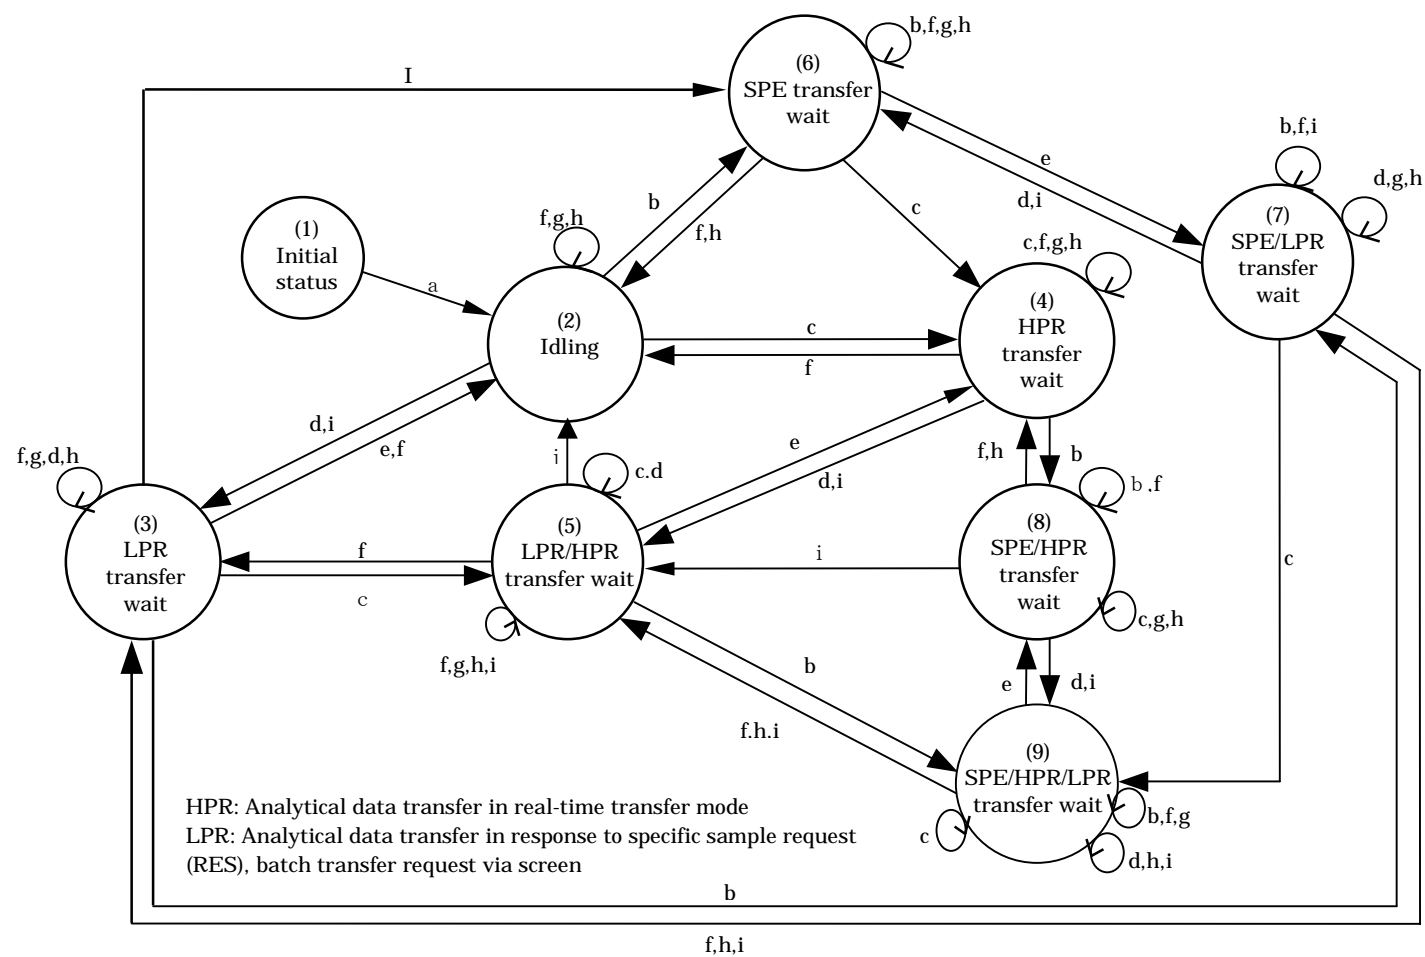 b,f,g,h
(6)
SPE transfer
wait
I
b,f,i
e
d,g,h
d,i
b
c
f,g,h
f,h
(7)
SPE/LPR
transfer
wait
(1)
Initial
status
c,f,g,h
a
(4)
HPR
transfer
wait
(2)
Idling
c
f
d,i
e,f
e
d,i
f,h
b
f,g,d,h
i
c.d
b ,f
(3)
LPR
transfer
wait
(5)
LPR/HPR
transfer wait
(8)
SPE/HPR
transfer
wait
f
c
i
c
c,g,h
f,g,h,i
b
e
d,i
f.h.i
(9)
SPE/HPR/LPR
transfer wait
b,f,g
c
d,h,i
HPR: Analytical data transfer in real-time transfer mode
LPR: Analytical data transfer in response to specific sample request
(RES), batch transfer request via screen
b
f,h,i